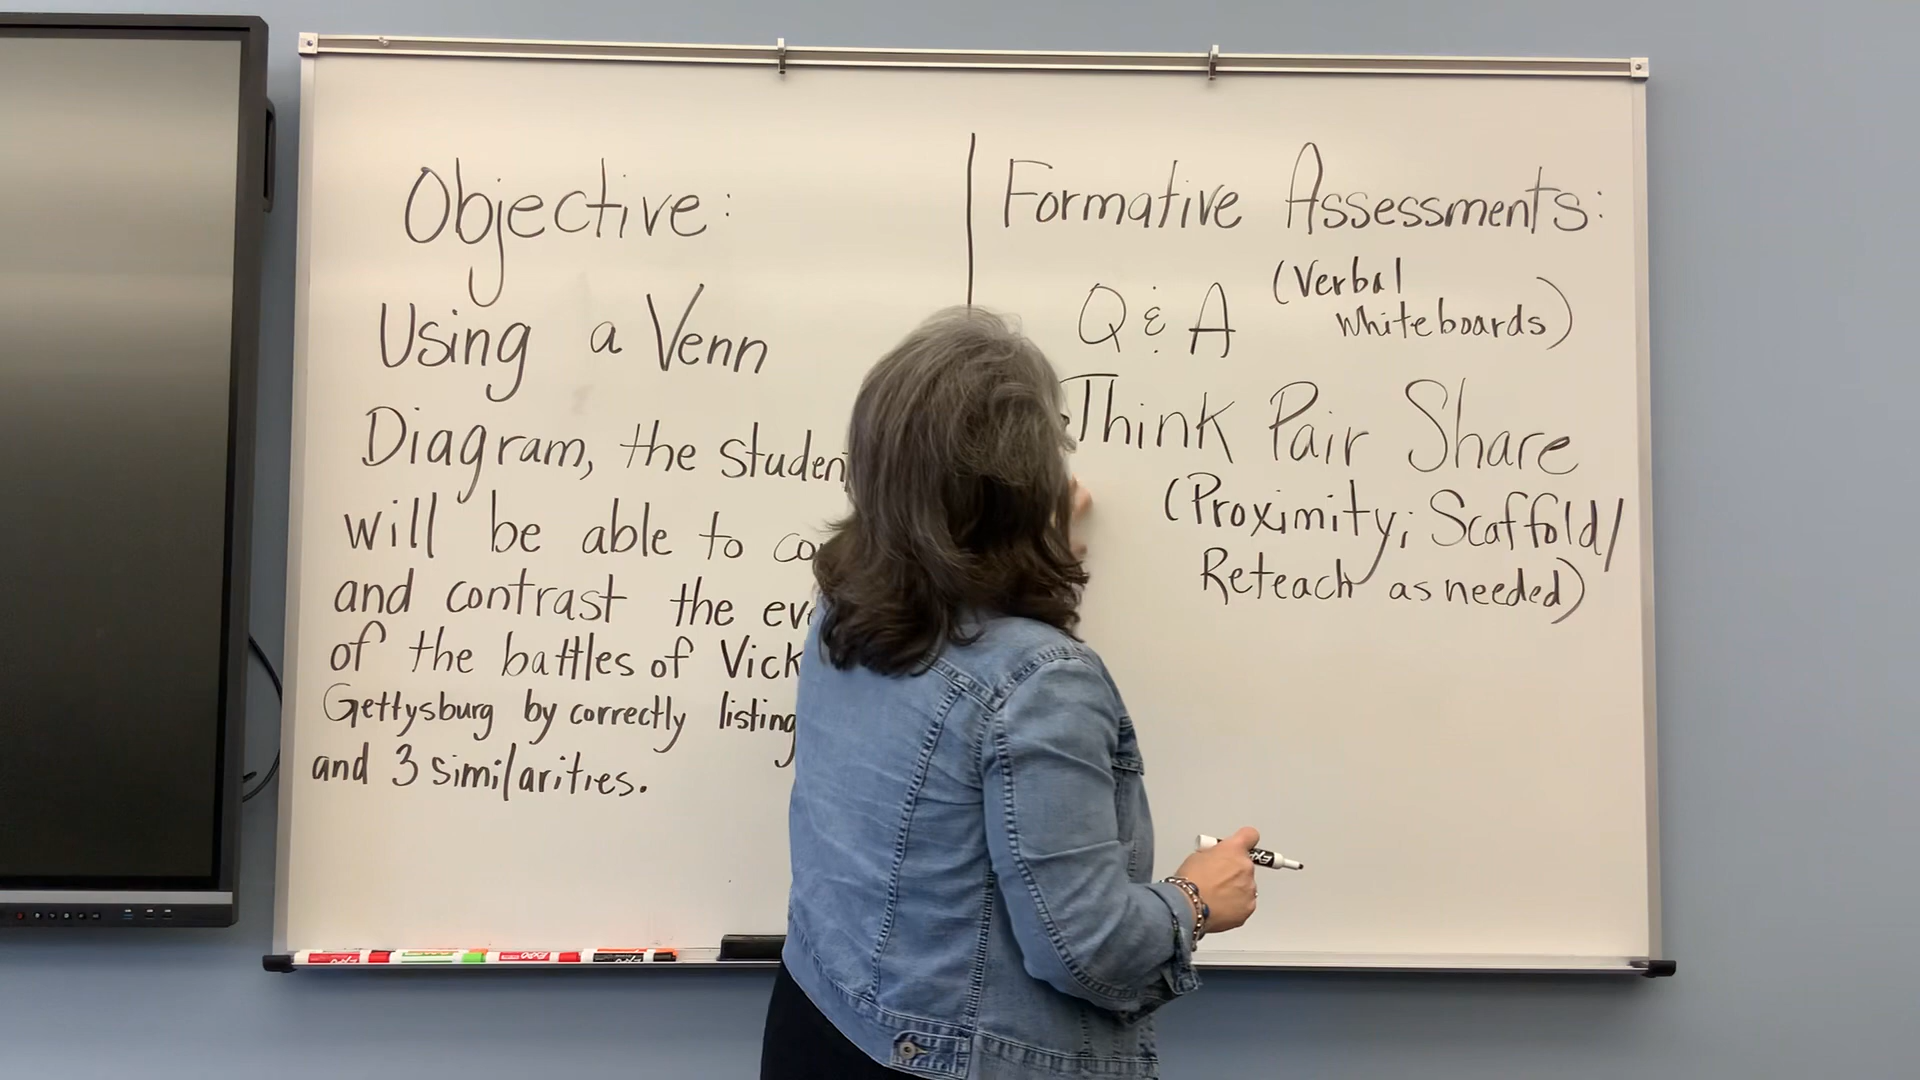 Objective:
Using a Venn
Diagram, the studen
will be able to co
and contrast the eve
of the battles of Vick
Gettysburg by correctly listing
and 3 similarities.
Formative Assessments:
Q & A (Verbal
Whiteboards)
Think Pair Share
(Proximity; Scaffold/
Reteach as needed)
EXPO